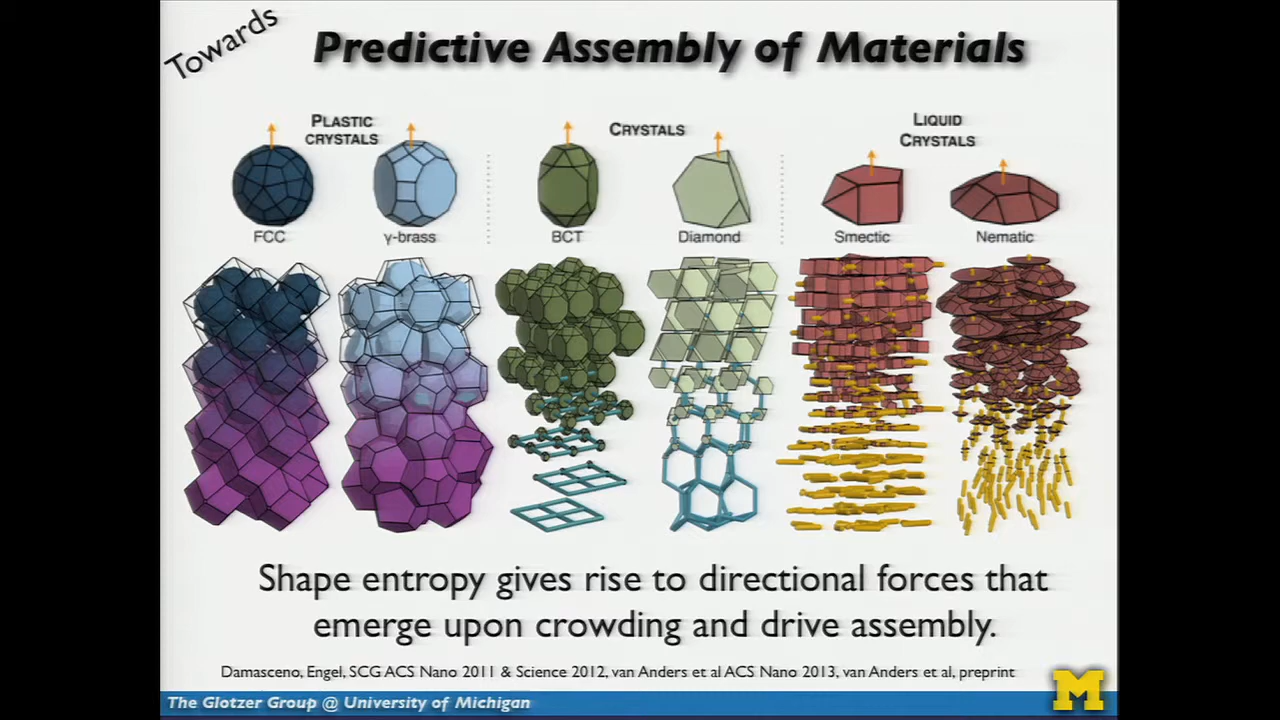 Towards
Predictive Assembly of Materials
PLASTIC
CRYSTALS
CRYSTALS
LIQUID
CRYSTALS
FCC
γ-brass
BCT
Diamond
Smectic
Nematic
Shape entropy gives rise to directional forces that
emerge upon crowding and drive assembly.
Damasceno, Engel, SCG ACS Nano 2011 & Science 2012, van Anders et al ACS Nano 2013, van Anders et al, preprint
The Glotzer Group @ University of Michigan
M